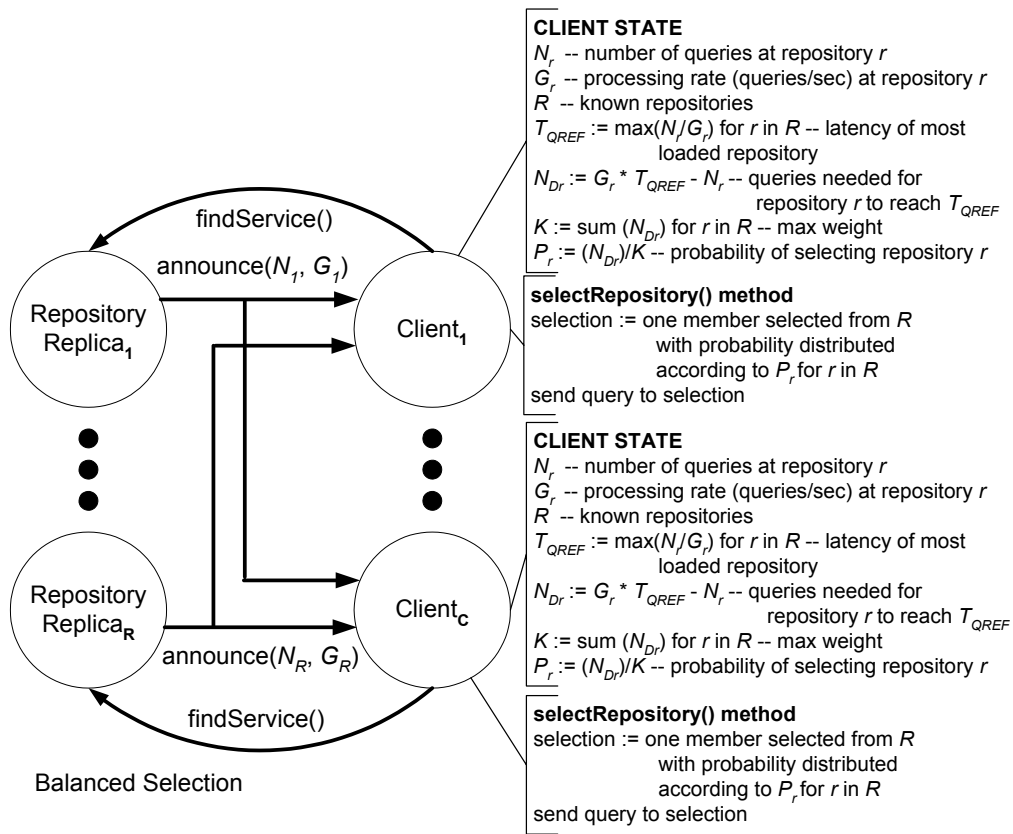 CLIENT STATE
N_r -- number of queries at repository r
G_r -- processing rate (queries/sec) at repository r
R -- known repositories
T_QREF := max(N_r/G_r) for r in R -- latency of most
loaded repository
N_Dr := G_r * T_QREF - N_r -- queries needed for
repository r to reach T_QREF
K := sum (N_Dr) for r in R -- max weight
P_r := (N_Dr)/K -- probability of selecting repository r
findService()
announce(N_1, G_1)
Repository
Replica_1
Client_1
selectRepository() method
selection := one member selected from R
with probability distributed
according to P_r for r in R
send query to selection
CLIENT STATE
N_r -- number of queries at repository r
G_r -- processing rate (queries/sec) at repository r
R -- known repositories
T_QREF := max(N_r/G_r) for r in R -- latency of most
loaded repository
N_Dr := G_r * T_QREF - N_r -- queries needed for
repository r to reach T_QREF
K := sum (N_Dr) for r in R -- max weight
P_r := (N_Dr)/K -- probability of selecting repository r
Repository
Replica_R
Client_C
announce(N_R, G_R)
findService()
selectRepository() method
selection := one member selected from R
with probability distributed
according to P_r for r in R
send query to selection
Balanced Selection